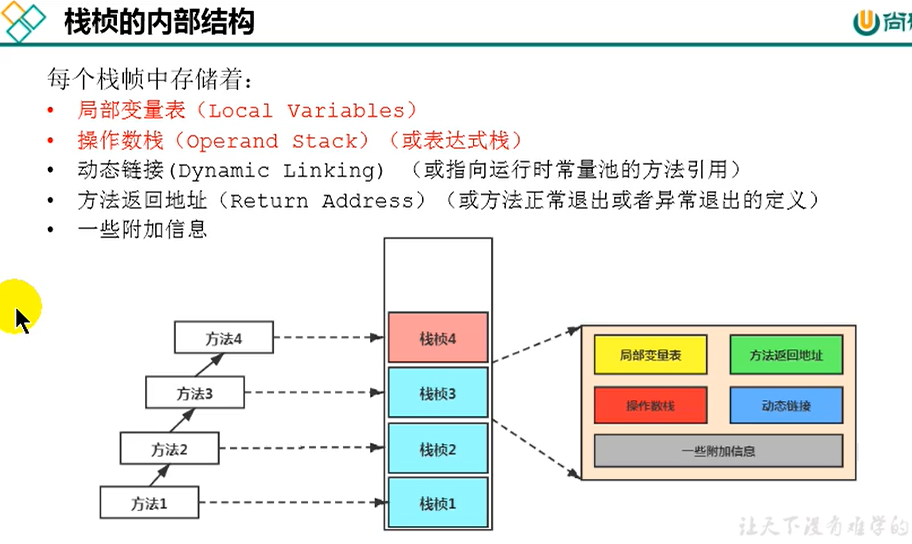 栈桢的内部结构
尚
每个栈帧中存储着：
• 局部变量表（Local Variables）
• 操作数栈（Operand Stack）（或表达式栈）
• 动态链接(Dynamic Linking) （或指向运行时常量池的方法引用）
• 方法返回地址（Return Address）（或方法正常退出或者异常退出的定义）
• 一些附加信息
方法4
栈桢4
局部变量表
方法返回地址
方法3
栈桢3
操作数栈
动态链接
方法2
栈桢2
一些附加信息
方法1
栈桢1
让天下没有难学的